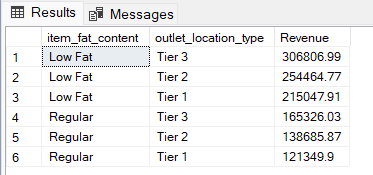 Results Messages
item_fat_content outlet_location_type Revenue
1 Low Fat Tier 3 306806.99
2 Low Fat Tier 2 254464.77
3 Low Fat Tier 1 215047.91
4 Regular Tier 3 165326.03
5 Regular Tier 2 138685.87
6 Regular Tier 1 121349.9